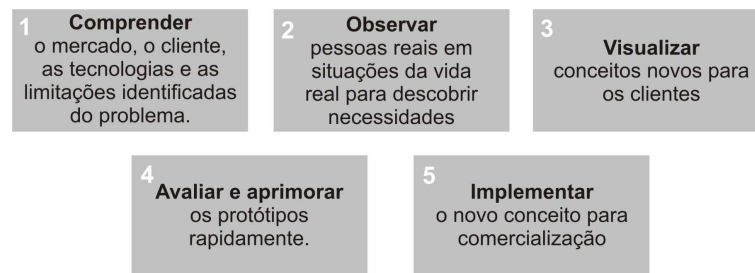 1
Comprender
o mercado, o cliente,
as tecnologias e as
limitações identificadas
do problema.
2
Observar
pessoas reais em
situações da vida
real para descobrir
necessidades
3
Visualizar
conceitos novos para
os clientes
4
Avaliar e aprimorar
os protótipos
rapidamente.
5
Implementar
o novo conceito para
comercialização